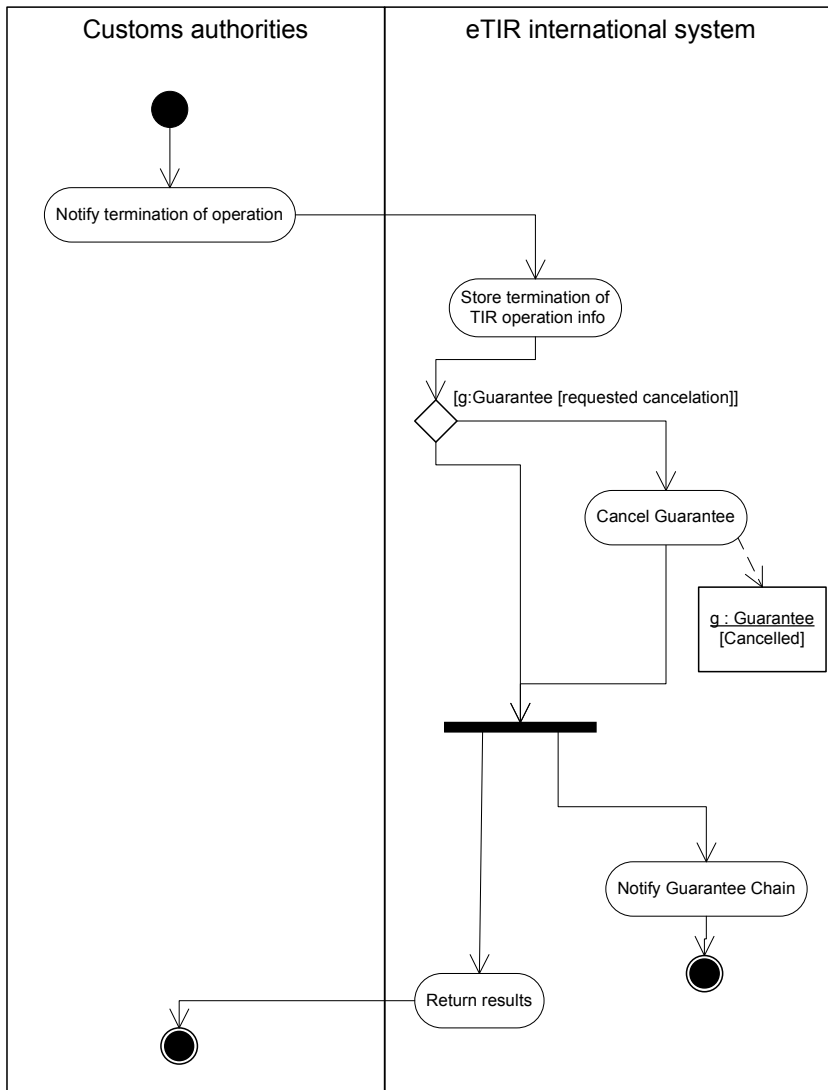 Customs authorities
eTIR international system
Notify termination of operation
Store termination of
TIR operation info
[g:Guarantee [requested cancelation]]
Cancel Guarantee
g : Guarantee
[Cancelled]
Notify Guarantee Chain
Return results